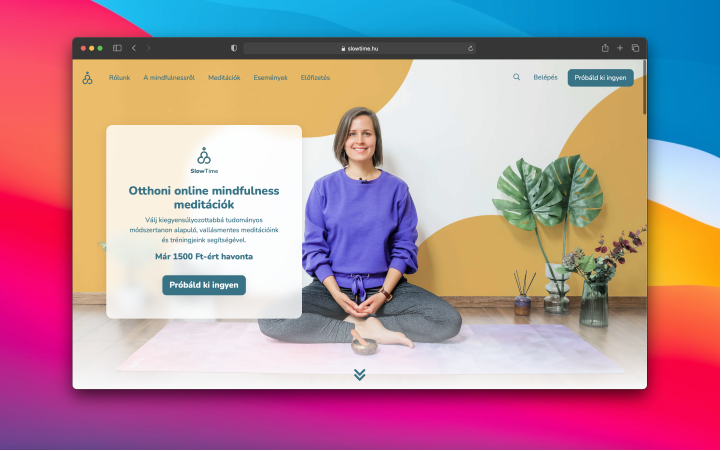 slowtime.hu
Rólunk
A mindfulnessről
Meditációk
Események
Előfizetés
Belépés
Próbáld ki ingyen
SlowTime
Otthoni online mindfulness
meditációk
Válj kiegyensúlyozottabbá tudományos
módszertanon alapuló, vallásmentes meditációink
és tréningjeink segítségével.
Már 1500 Ft-ért havonta
Próbáld ki ingyen